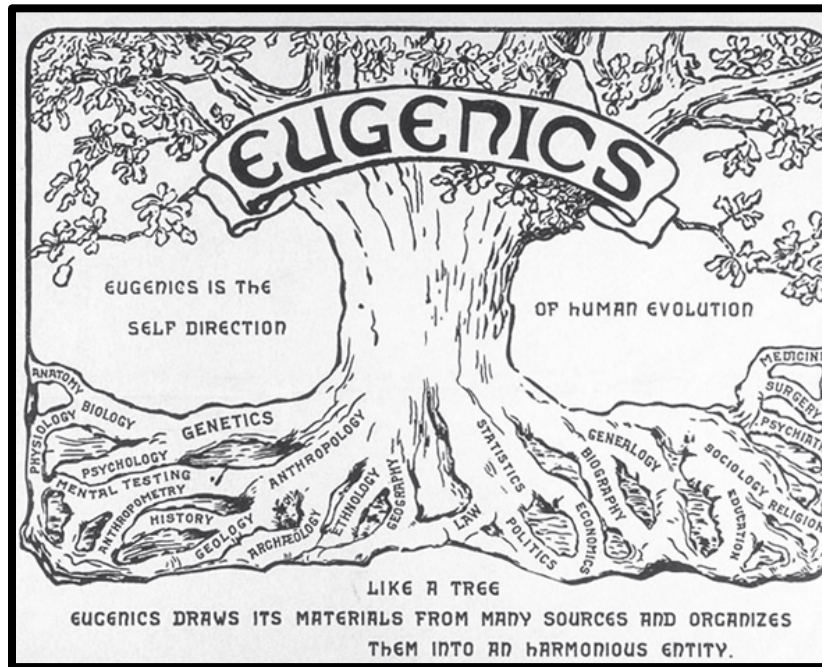 EUGENICS
EUGENICS IS THE
SELF DIRECTION
OF HUMAN EVOLUTION
ANATOMY
BIOLOGY
PHYSIOLOGY
GENETICS
PSYCHOLOGY
MENTAL TESTING
ANTHROPOMETRY
HISTORY
GEOLOGY
ANTHROPOLOGY
ARCHÆOLOGY
ETHNOLOGY
GEOGRAPHY
LAW
STATISTICS
POLITICS
ECONOMICS
BIOGRAPHY
GENEALOGY
EDUCATION
SOCIOLOGY
RELIGION
PSYCHIAT
SURGERY
MEDICINE
LIKE A TREE
EUGENICS DRAWS ITS MATERIALS FROM MANY SOURCES AND ORGANIZES
THEM INTO AN HARMONIOUS ENTITY.